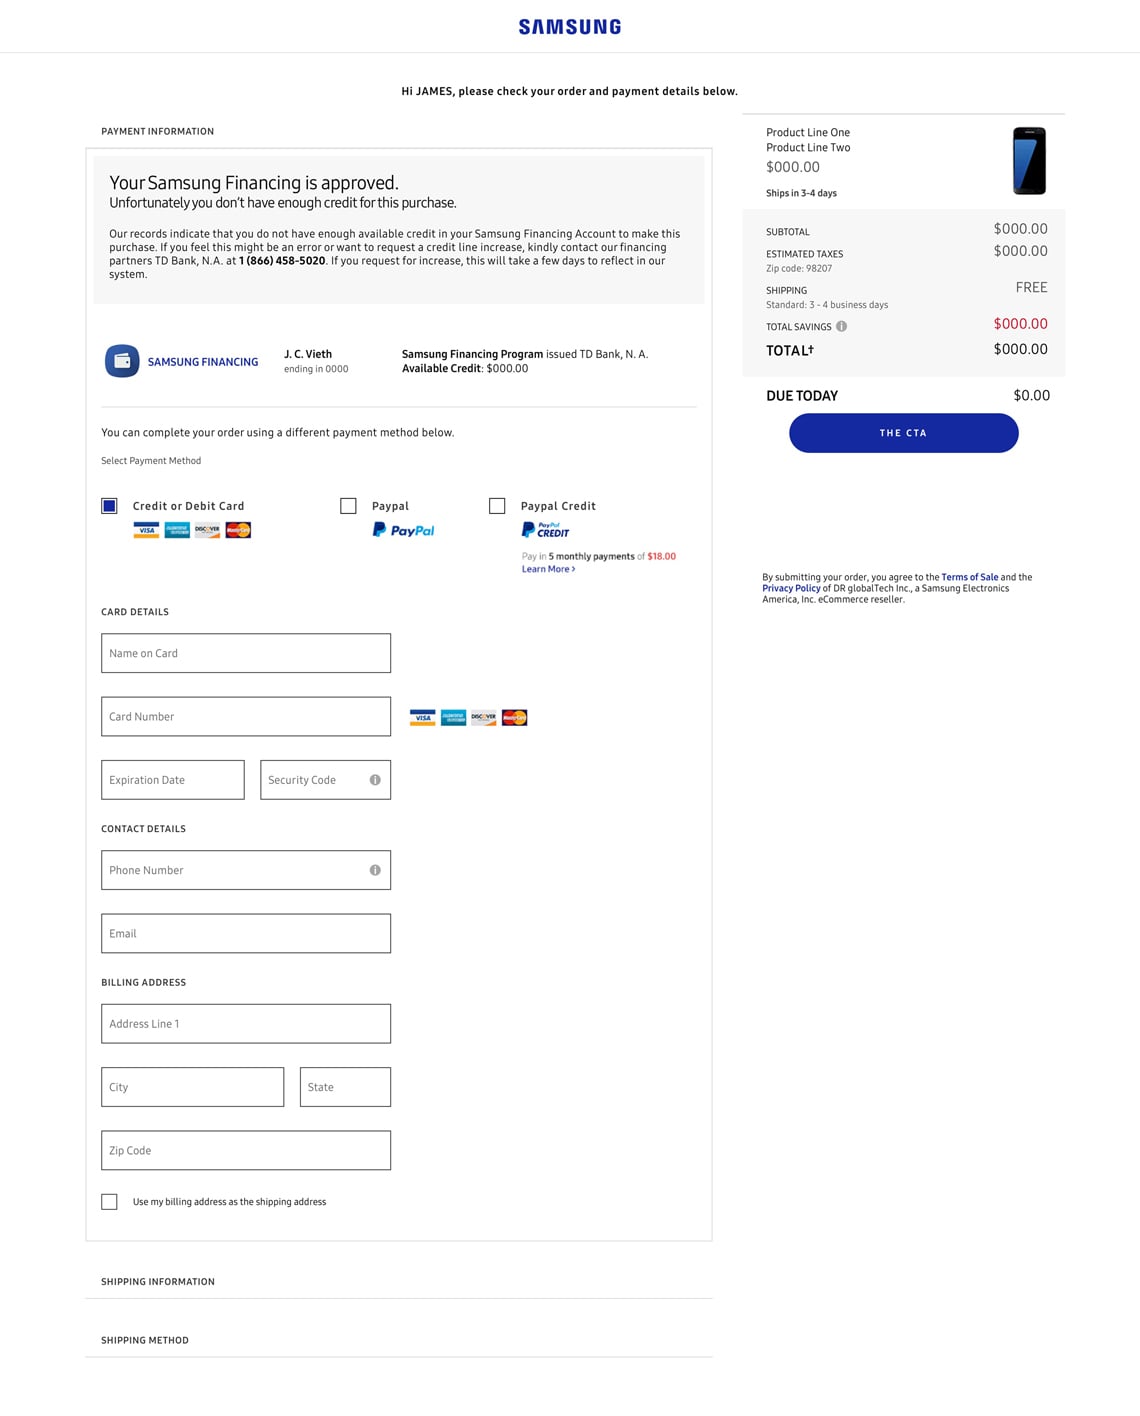 SAMSUNG
Hi JAMES, please check your order and payment details below.
PAYMENT INFORMATION
Your Samsung Financing is approved.
Unfortunately you don't have enough credit for this purchase.
Our records indicate that you do not have enough available credit in your Samsung Financing Account to make this
purchase. If you feel this might be an error or want to request a credit line increase, kindly contact our financing
partners TD Bank, N.A. at 1 (866) 458-5020. If you request for increase, this will take a few days to reflect in our
system.
SAMSUNG FINANCING
J. C. Vieth
ending in 0000
Samsung Financing Program issued TD Bank, N. A.
Available Credit: $000.00
You can complete your order using a different payment method below.
Select Payment Method
Credit or Debit Card
VISA
DISCOVER
MasterCard
Paypal
PayPal
Paypal Credit
PayPal
CREDIT
Pay in 5 monthly payments of $18.00
Learn More >
CARD DETAILS
Name on Card
Card Number
VISA
DISCOVER
MasterCard
Expiration Date
Security Code
CONTACT DETAILS
Phone Number
Email
BILLING ADDRESS
Address Line 1
City
State
Zip Code
Use my billing address as the shipping address
SHIPPING INFORMATION
SHIPPING METHOD
Product Line One
Product Line Two
$000.00
Ships in 3-4 days
SUBTOTAL $000.00
ESTIMATED TAXES $000.00
Zip code: 98207
SHIPPING FREE
Standard: 3 - 4 business days
TOTAL SAVINGS $000.00
TOTAL† $000.00
DUE TODAY $0.00
THE CTA
By submitting your order, you agree to the Terms of Sale and the
Privacy Policy of DR globalTech Inc., a Samsung Electronics
America, Inc. eCommerce reseller.